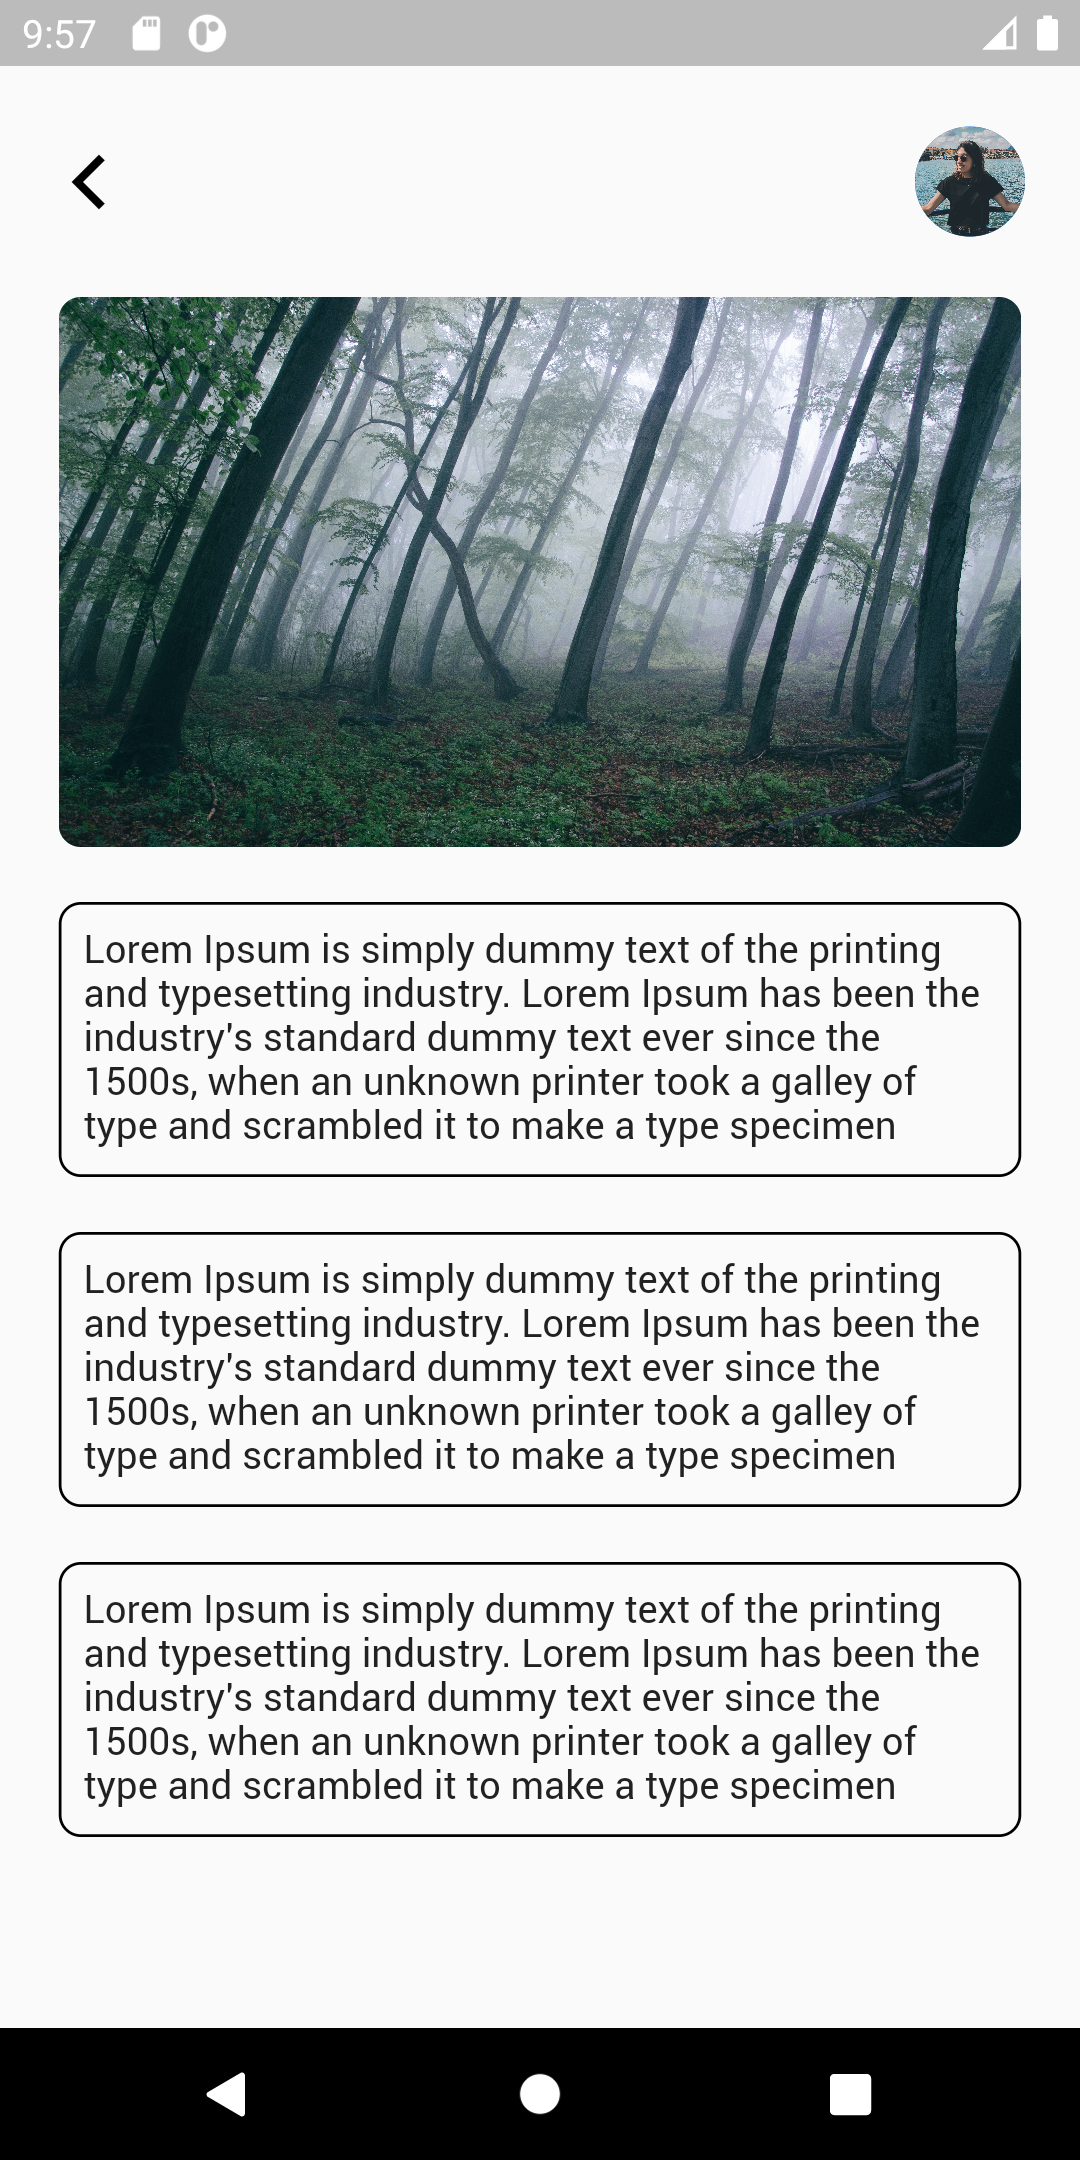 9:57
Lorem Ipsum is simply dummy text of the printing
and typesetting industry. Lorem Ipsum has been the
industry's standard dummy text ever since the
1500s, when an unknown printer took a galley of
type and scrambled it to make a type specimen
Lorem Ipsum is simply dummy text of the printing
and typesetting industry. Lorem Ipsum has been the
industry's standard dummy text ever since the
1500s, when an unknown printer took a galley of
type and scrambled it to make a type specimen
Lorem Ipsum is simply dummy text of the printing
and typesetting industry. Lorem Ipsum has been the
industry's standard dummy text ever since the
1500s, when an unknown printer took a galley of
type and scrambled it to make a type specimen